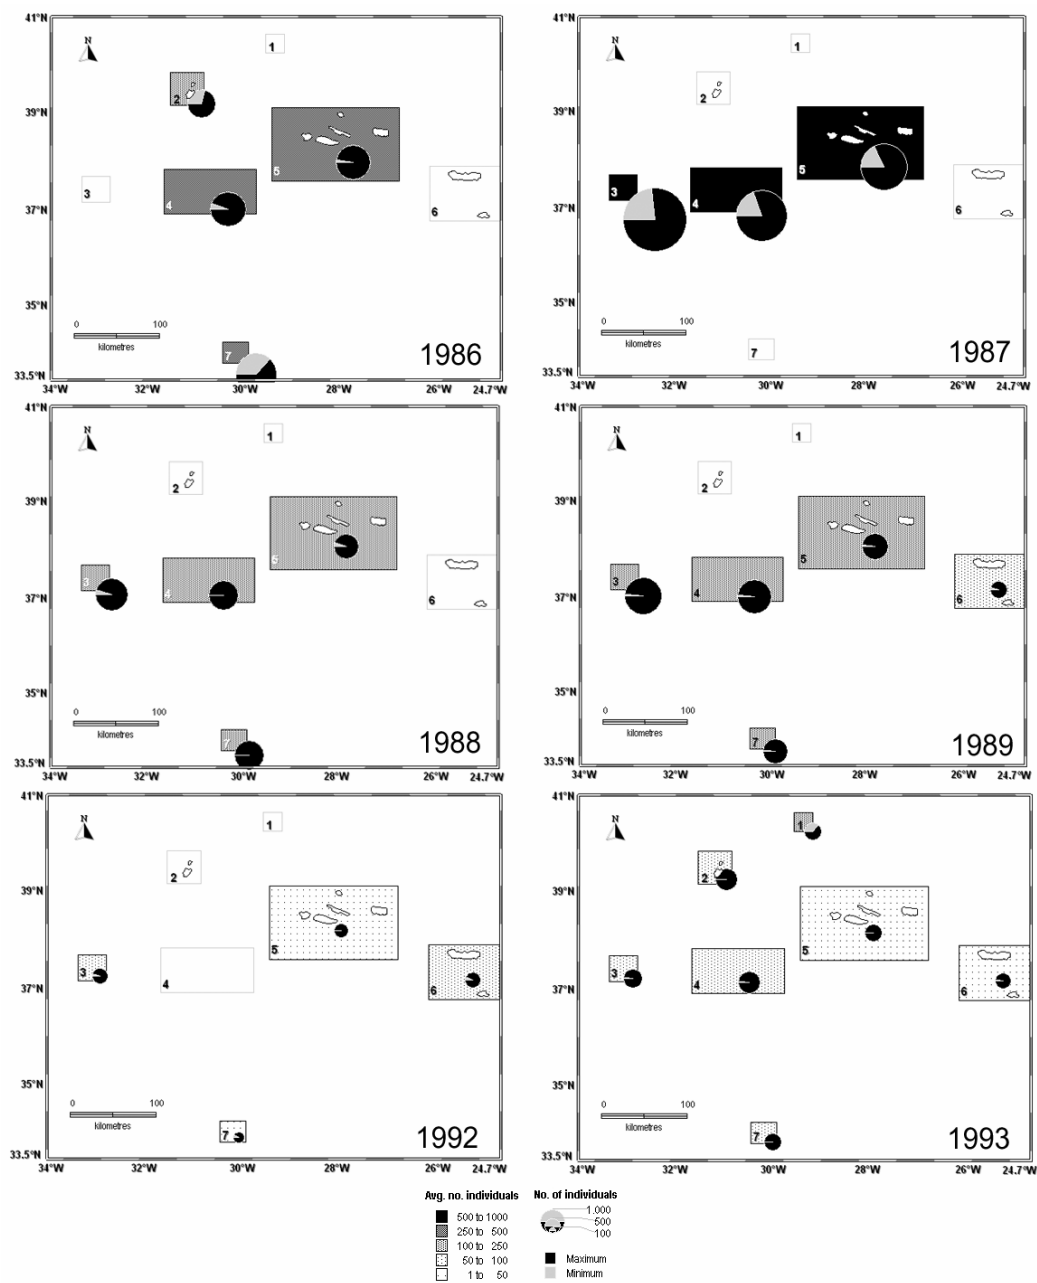 41°N
N
1
2
39°N
5
3
4
37°N
6
35°N
0 100
kilometres
7
1986
33.5°N
34°W 32°W 30°W 28°W 26°W 24.7°W
41°N
N
1
2
39°N
5
3
4
37°N
6
35°N
0 100
kilometres
7
1987
33.5°N
34°W 32°W 30°W 28°W 26°W 24.7°W
41°N
N
1
2
39°N
5
3
4
37°N
6
35°N
0 100
kilometres
7
1988
33.5°N
34°W 32°W 30°W 28°W 26°W 24.7°W
41°N
N
1
2
39°N
5
3
4
37°N
6
35°N
0 100
kilometres
7
1989
33.5°N
34°W 32°W 30°W 28°W 26°W 24.7°W
41°N
N
1
2
39°N
5
3
4
37°N
6
35°N
0 100
kilometres
7
1992
33.5°N
34°W 32°W 30°W 28°W 26°W 24.7°W
41°N
N
1
2
39°N
5
3
4
37°N
6
35°N
0 100
kilometres
7
1993
33.5°N
34°W 32°W 30°W 28°W 26°W 24.7°W
Avg. no. individuals
500 to 1000
250 to 500
100 to 250
50 to 100
1 to 50
No. of individuals
1.000
500
100
Maximum
Minimum